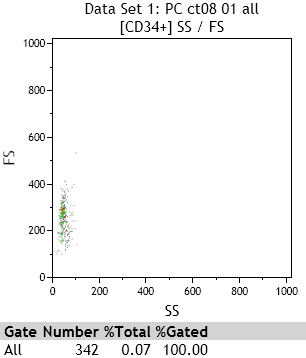 Data Set 1: PC ct08 01 all
[CD34+] SS / FS
1000
800
600
FS
400
200
0
0 200 400 600 800 1000
SS
Gate Number %Total %Gated
All 342 0.07 100.00